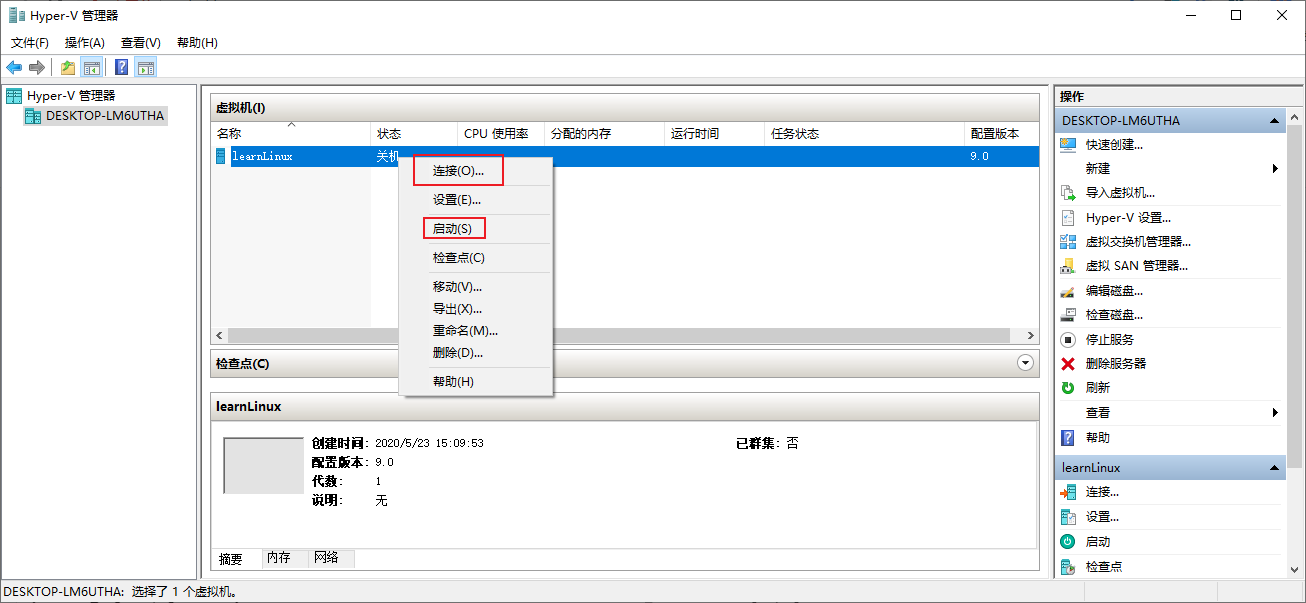 Hyper-V 管理器
文件(F) 操作(A) 查看(V) 帮助(H)
Hyper-V 管理器
DESKTOP-LM6UTHA
虚拟机(I)
名称 状态 CPU 使用率 分配的内存 运行时间 任务状态 配置版本
learnLinux 关机 9.0
连接(O)...
设置(E)...
启动(S)
检查点(C)
移动(V)...
导出(X)...
重命名(M)...
删除(D)...
帮助(H)
检查点(C)
learnLinux
创建时间: 2020/5/23 15:09:53 已群集: 否
配置版本: 9.0
代数: 1
说明: 无
摘要 内存 网络
操作
DESKTOP-LM6UTHA
快速创建...
新建
导入虚拟机...
Hyper-V 设置...
虚拟交换机管理器...
虚拟 SAN 管理器...
编辑磁盘...
检查磁盘...
停止服务
删除服务器
刷新
查看
帮助
learnLinux
连接...
设置...
启动
检查点
DESKTOP-LM6UTHA: 选择了 1 个虚拟机。